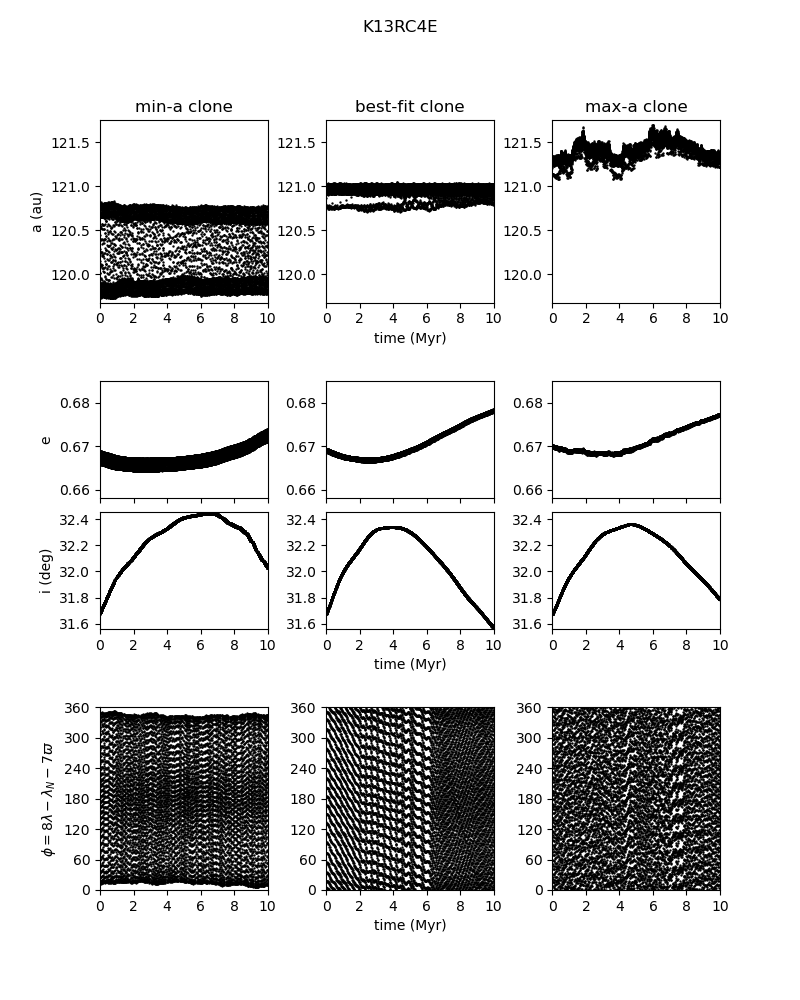 K13RC4E
min-a clone best-fit clone max-a clone
a (au)
121.5 121.5 121.5
121.0 121.0 121.0
120.5 120.5 120.5
120.0 120.0 120.0
0 2 4 6 8 10 0 2 4 6 8 10 0 2 4 6 8 10
time (Myr)
e
0.68 0.68 0.68
0.67 0.67 0.67
0.66 0.66 0.66
i (deg)
32.4 32.4 32.4
32.2 32.2 32.2
32.0 32.0 32.0
31.8 31.8 31.8
31.6 31.6 31.6
0 2 4 6 8 10 0 2 4 6 8 10 0 2 4 6 8 10
time (Myr)
ϕ = 8λ − λ_N − 7ϖ
360 360 360
300 300 300
240 240 240
180 180 180
120 120 120
60 60 60
0 0 0
0 2 4 6 8 10 0 2 4 6 8 10 0 2 4 6 8 10
time (Myr)